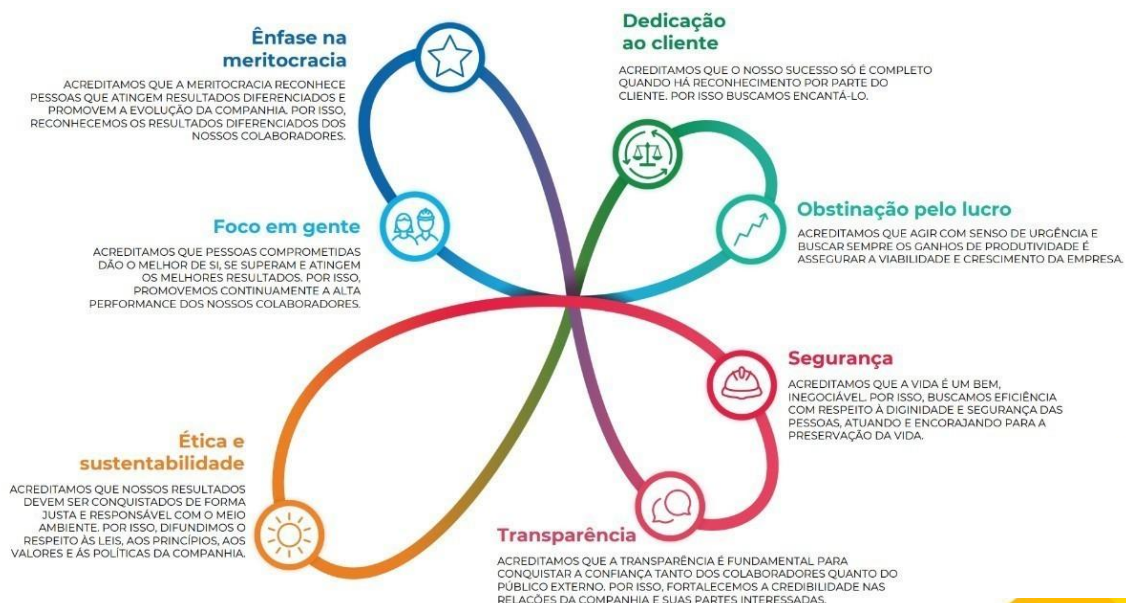 Ênfase na
meritocracia
ACREDITAMOS QUE A MERITOCRACIA RECONHECE
PESSOAS QUE ATINGEM RESULTADOS DIFERENCIADOS E
PROMOVEM A EVOLUÇÃO DA COMPANHIA. POR ISSO,
RECONHECEMOS OS RESULTADOS DIFERENCIADOS DOS
NOSSOS COLABORADORES.
Dedicação
ao cliente
ACREDITAMOS QUE O NOSSO SUCESSO SÓ É COMPLETO
QUANDO HÁ RECONHECIMENTO POR PARTE DO
CLIENTE. POR ISSO BUSCAMOS ENCANTÁ-LO.
Foco em gente
ACREDITAMOS QUE PESSOAS COMPROMETIDAS
DÃO O MELHOR DE SI, SE SUPERAM E ATINGEM
OS MELHORES RESULTADOS. POR ISSO,
PROMOVEMOS CONTINUAMENTE A ALTA
PERFORMANCE DOS NOSSOS COLABORADORES.
Obstinação pelo lucro
ACREDITAMOS QUE AGIR COM SENSO DE URGÊNCIA E
BUSCAR SEMPRE OS GANHOS DE PRODUTIVIDADE É
ASSEGURAR A VIABILIDADE E CRESCIMENTO DA EMPRESA.
Segurança
ACREDITAMOS QUE A VIDA É UM BEM,
INEGOCIÁVEL. POR ISSO, BUSCAMOS EFICIÊNCIA
COM RESPEITO À DIGINIDADE E SEGURANÇA DAS
PESSOAS, ATUANDO E ENCORAJANDO PARA A
PRESERVAÇÃO DA VIDA.
Ética e
sustentabilidade
ACREDITAMOS QUE NOSSOS RESULTADOS
DEVEM SER CONQUISTADOS DE FORMA
JUSTA E RESPONSÁVEL COM O MEIO
AMBIENTE. POR ISSO, DIFUNDIMOS O
RESPEITO ÀS LEIS, AOS PRINCÍPIOS, AOS
VALORES E ÁS POLÍTICAS DA COMPANHIA.
Transparência
ACREDITAMOS QUE A TRANSPARÊNCIA É FUNDAMENTAL PARA
CONQUISTAR A CONFIANÇA TANTO DOS COLABORADORES QUANTO DO
PÚBLICO EXTERNO. POR ISSO, FORTALECEMOS A CREDIBILIDADE NAS
RELAÇÕES DA COMPANHIA E SUAS PARTES INTERESSADAS.